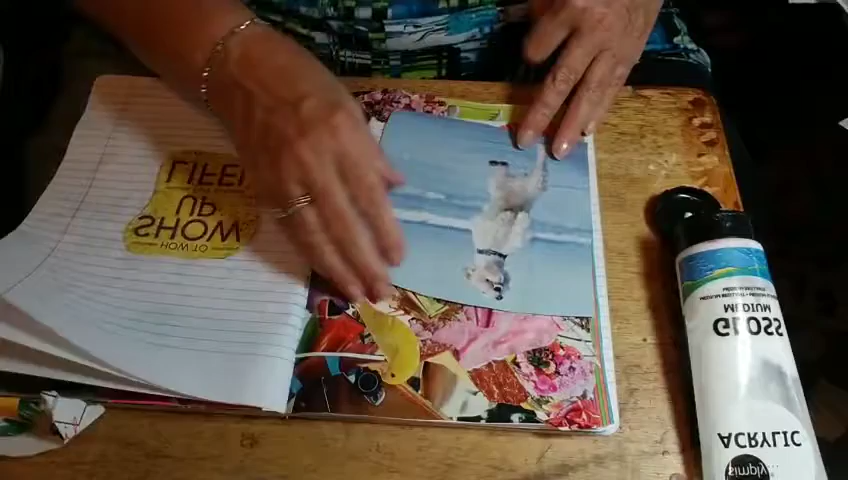 HOW TO
SHOW
UP
LIFE
simply
ACRYLIC
GLOSS
MEDIUM